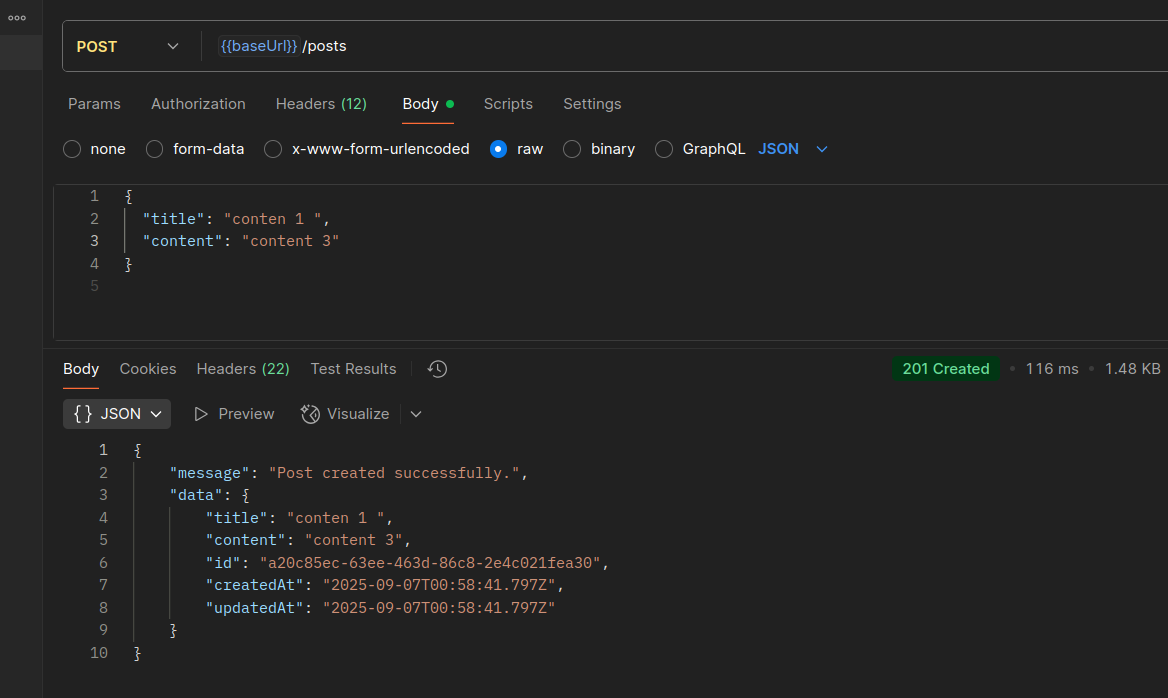 POST {{baseUrl}}/posts
Params Authorization Headers (12) Body Scripts Settings
none form-data x-www-form-urlencoded raw binary GraphQL JSON
1 {
2 "title": "conten 1 ",
3 "content": "content 3"
4 }
5
Body Cookies Headers (22) Test Results 201 Created • 116 ms • 1.48 KB
{} JSON Preview Visualize
1 {
2 "message": "Post created successfully.",
3 "data": {
4 "title": "conten 1 ",
5 "content": "content 3",
6 "id": "a20c85ec-63ee-463d-86c8-2e4c021fea30",
7 "createdAt": "2025-09-07T00:58:41.797Z",
8 "updatedAt": "2025-09-07T00:58:41.797Z"
9 }
10 }